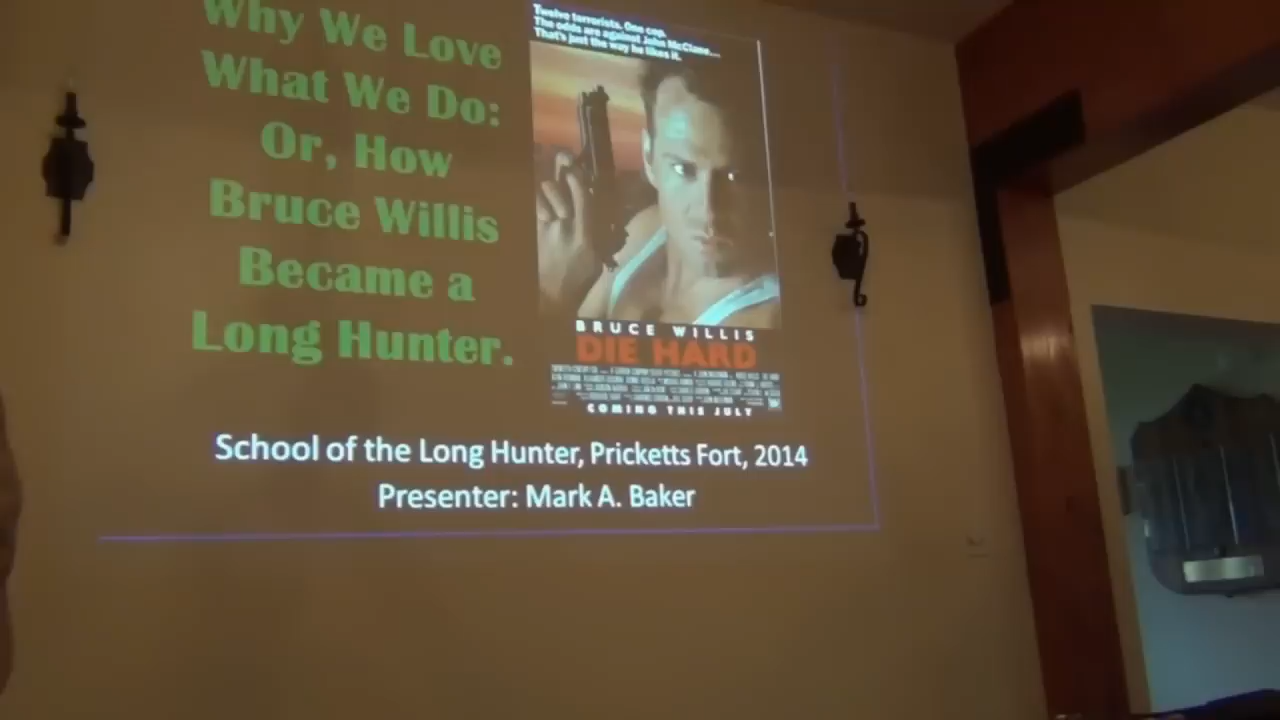 Why We Love
What We Do:
Or, How
Bruce Willis
Became a
Long Hunter.
Twelve terrorists. One cop.
The odds are against John McClane...
That's just the way he likes it.
BRUCE WILLIS
DIE HARD
COMING THIS JULY
School of the Long Hunter, Pricketts Fort, 2014
Presenter: Mark A. Baker